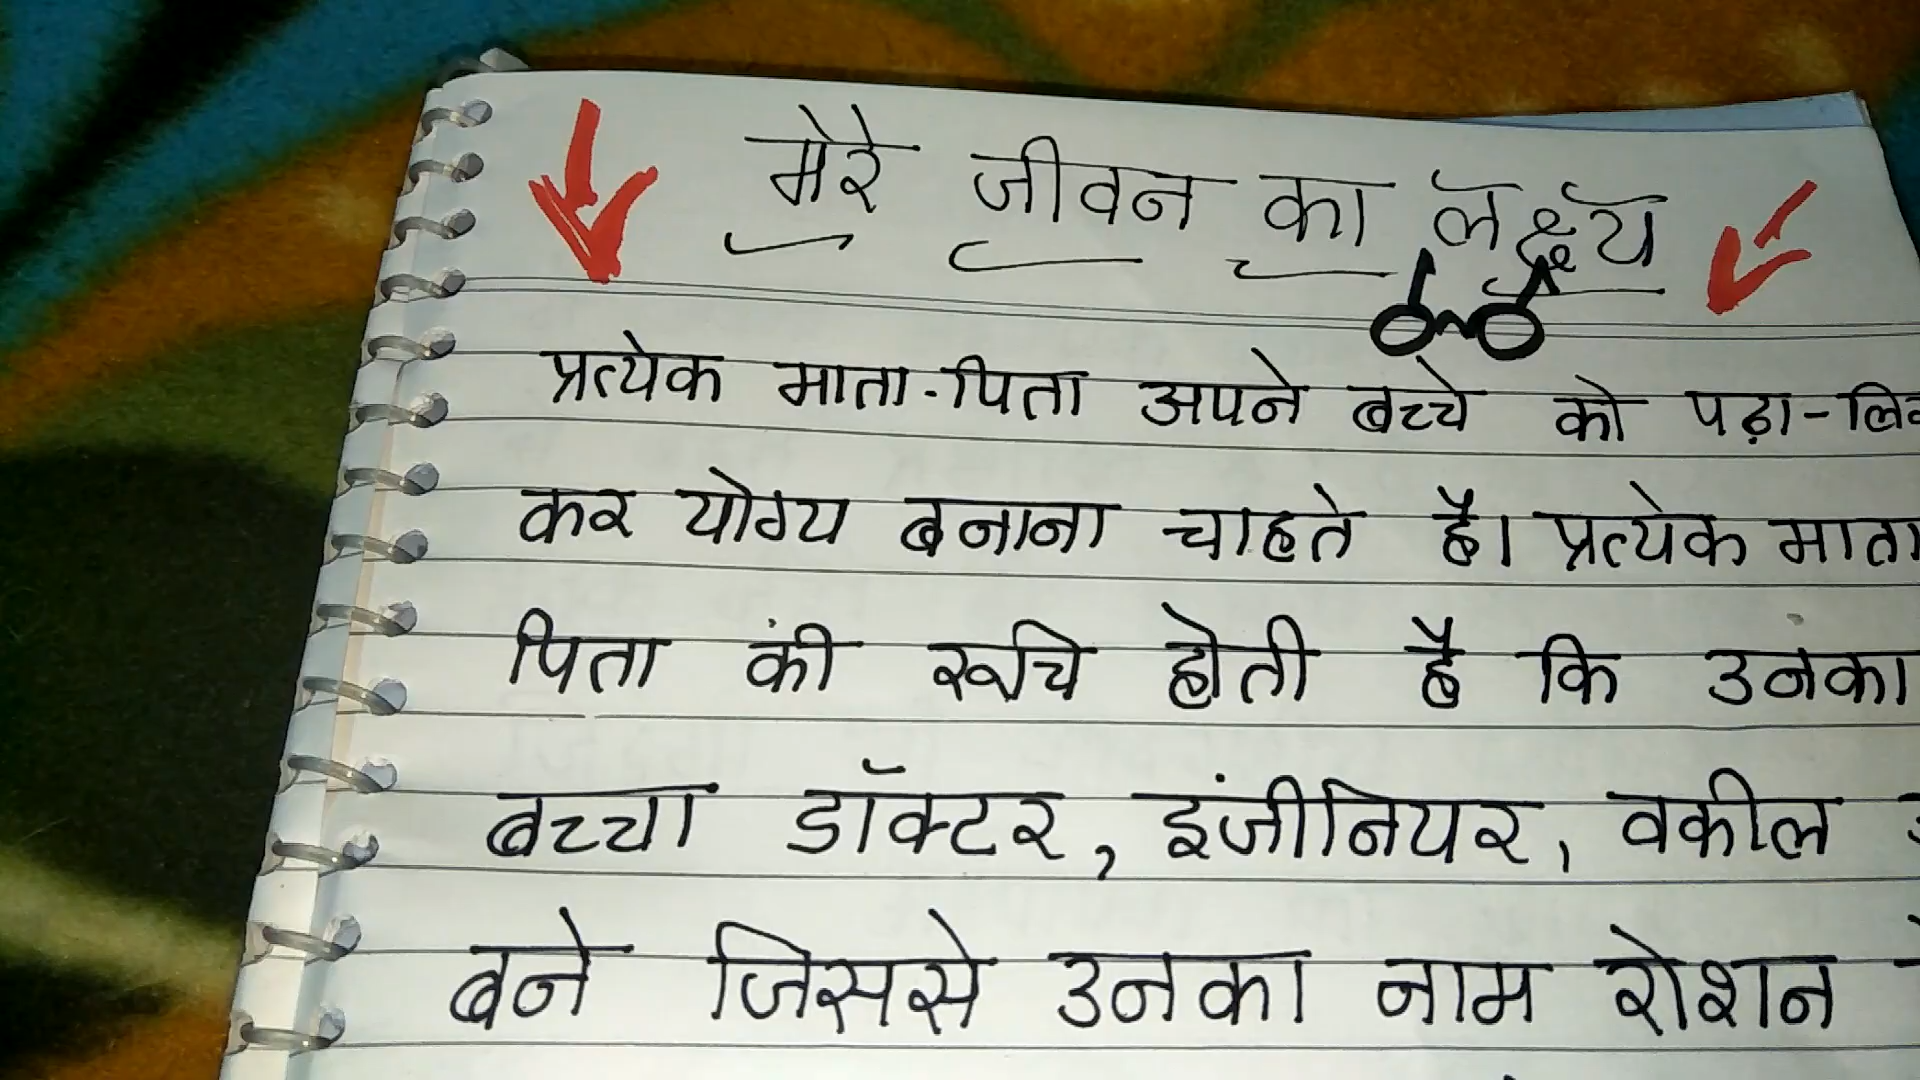 मेरे जीवन का लक्ष्य
प्रत्येक माता-पिता अपने बच्चे को पढ़ा-लि
कर योग्य बनाना चाहते है। प्रत्येक माता
पिता की रूचि होती है कि उनका
बच्चा डॉक्टर, इंजीनियर, वकील
बने जिससे उनका नाम रोशन